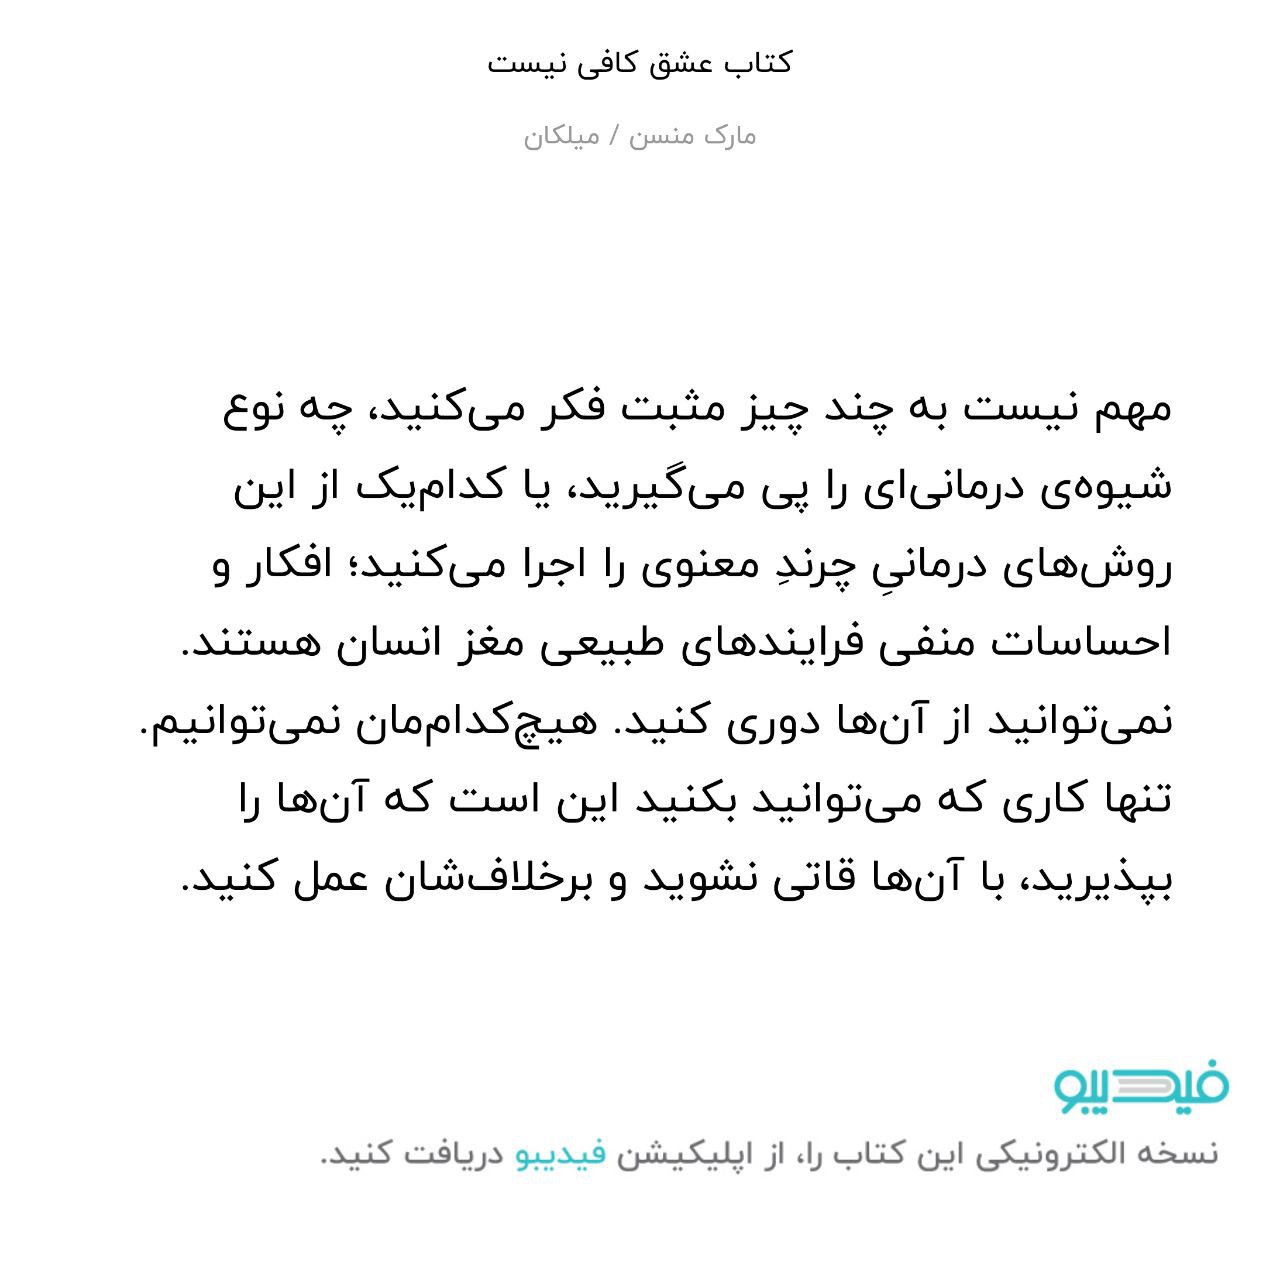 کتاب عشق کافی نیست
مارک منسن / میلکان
مهم نیست به چند چیز مثبت فکر می‌کنید، چه نوع
شیوه‌ی درمانی‌ای را پی می‌گیرید، یا کدام‌یک از این
روش‌های درمانیِ چرندِ معنوی را اجرا می‌کنید؛ افکار و
احساسات منفی فرایندهای طبیعی مغز انسان هستند.
نمی‌توانید از آن‌ها دوری کنید. هیچ‌کدام‌مان نمی‌توانیم.
تنها کاری که می‌توانید بکنید این است که آن‌ها را
بپذیرید، با آن‌ها قاتی نشوید و برخلاف‌شان عمل کنید.
فیدیبو
نسخه الکترونیکی این کتاب را، از اپلیکیشن فیدیبو دریافت کنید.